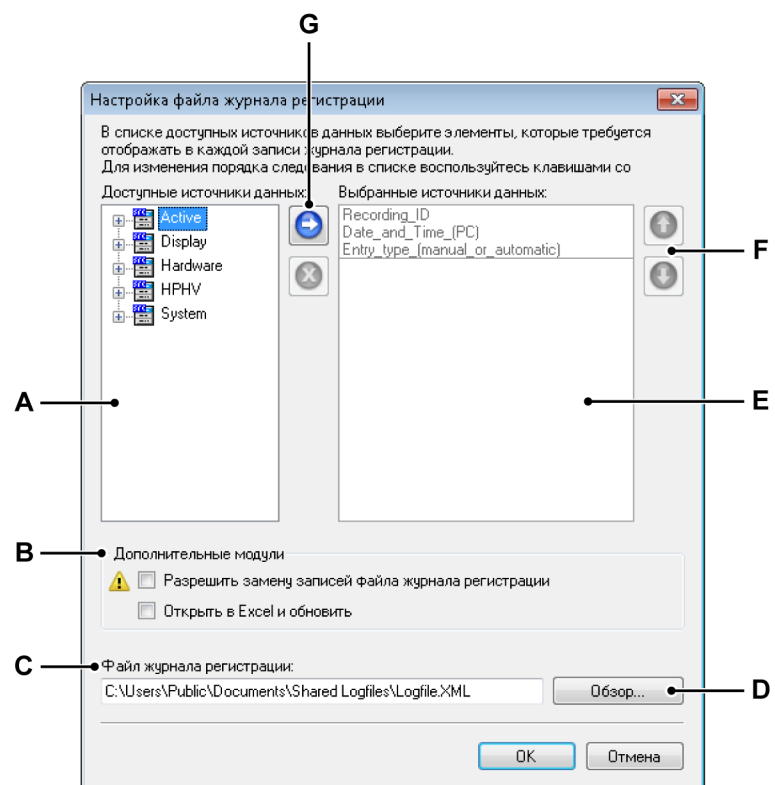 G
Настройка файла журнала регистрации
В списке доступных источников данных выберите элементы, которые требуется
отображать в каждой записи журнала регистрации.
Для изменения порядка следования в списке воспользуйтесь клавишами со
Доступные источники данных:
Выбранные источники данных:
Active
Display
Hardware
HPHV
System
Recording_ID
Date_and_Time_(PC)
Entry_type_(manual_or_automatic)
F
A
E
B
Дополнительные модули
Разрешить замену записей файла журнала регистрации
Открыть в Excel и обновить
C
Файл журнала регистрации:
C:\Users\Public\Documents\Shared Logfiles\Logfile.XML
Обзор...
D
OK
Отмена